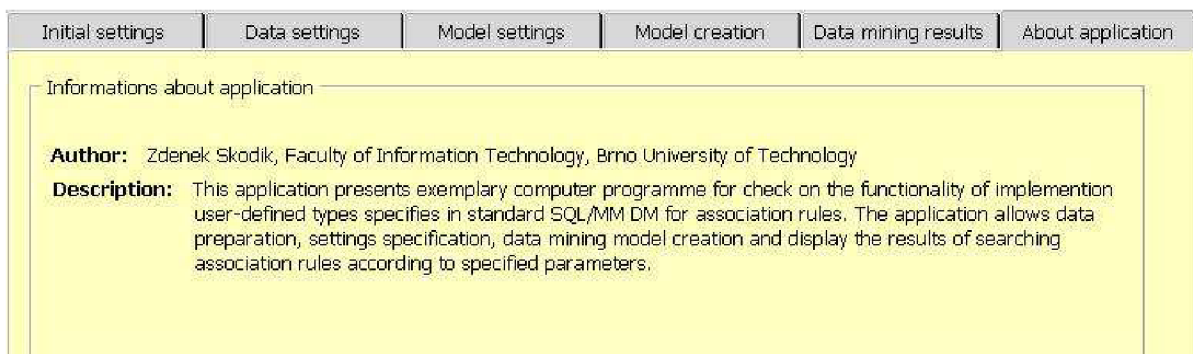 Initial settings Data settings Model settings Model creation Data mining results About application
Informations about application
Author: Zdenek Skodik, Faculty of Information Technology, Brno University of Technology
Description: This application presents exemplary computer programme for check on the functionality of implemention
user-defined types specifies in standard SQL/MM DM for association rules. The application allows data
preparation, settings specification, data mining model creation and display the results of searching
association rules according to specified parameters.